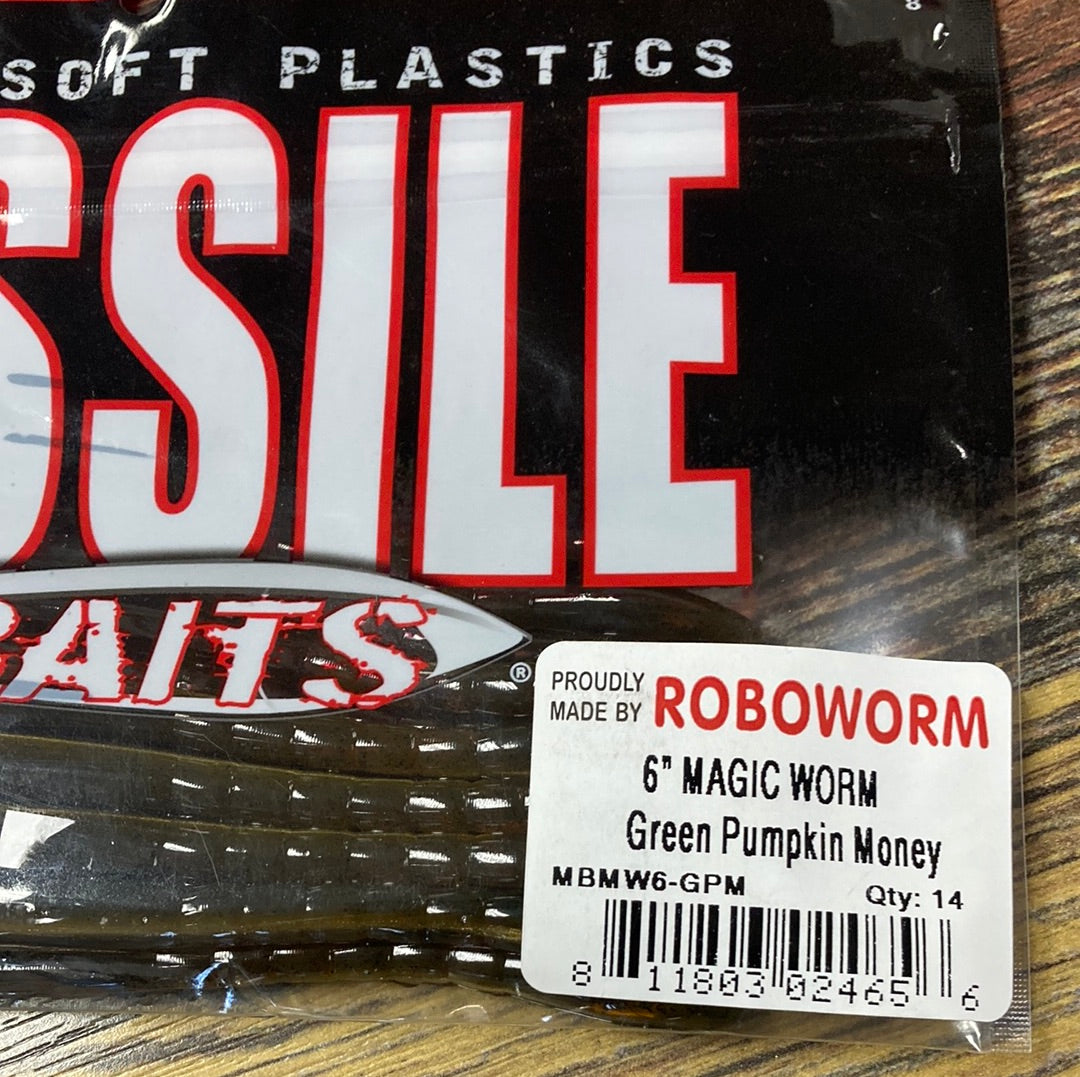 8
SOFT PLASTICS
SSILE
BAITS®
PROUDLY
MADE BY ROBOWORM
6" MAGIC WORM
Green Pumpkin Money
MBMW6-GPM Qty: 14
8 11803 02465 6